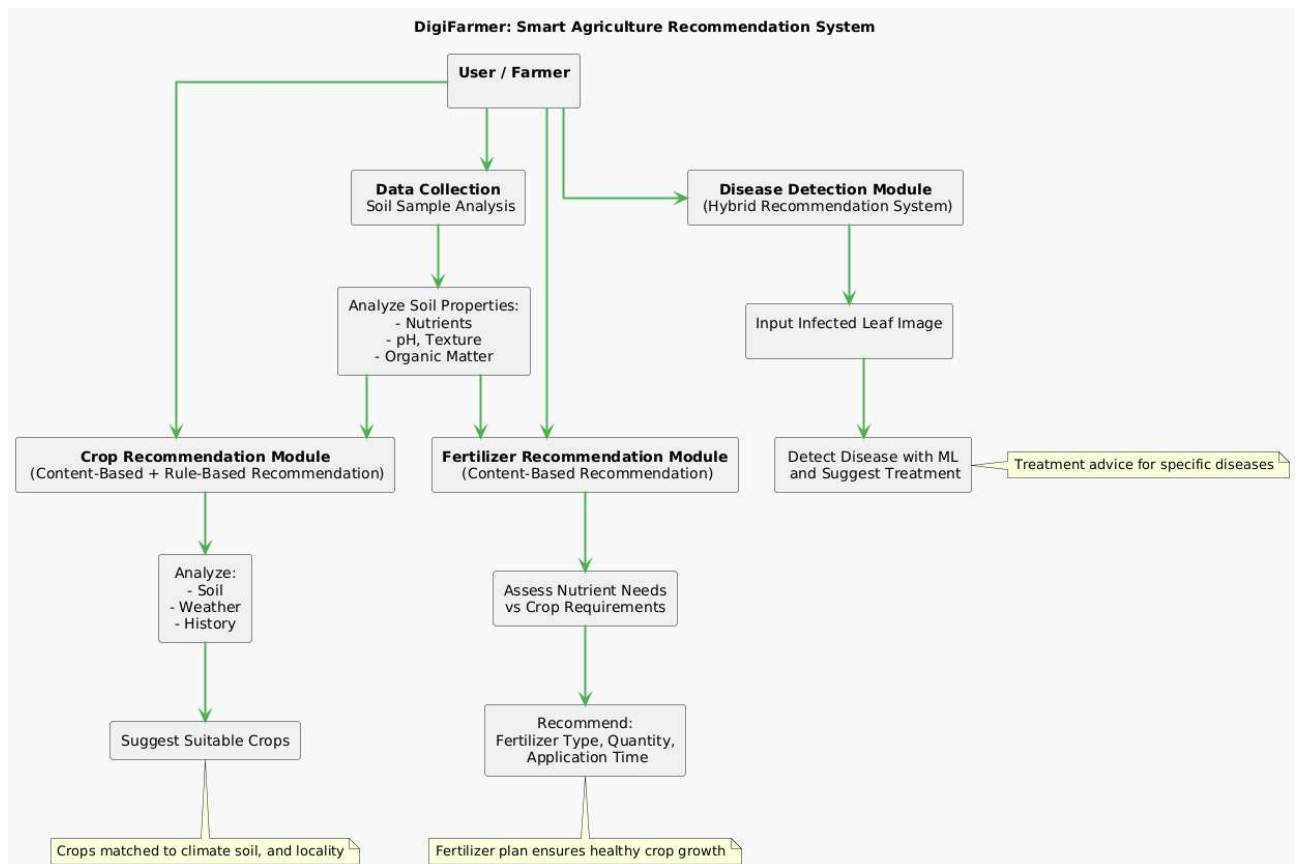 DigiFarmer: Smart Agriculture Recommendation System
User / Farmer
Data Collection
Soil Sample Analysis
Disease Detection Module
(Hybrid Recommendation System)
Analyze Soil Properties:
- Nutrients
- pH, Texture
- Organic Matter
Input Infected Leaf Image
Crop Recommendation Module
(Content-Based + Rule-Based Recommendation)
Fertilizer Recommendation Module
(Content-Based Recommendation)
Detect Disease with ML
and Suggest Treatment
Treatment advice for specific diseases
Analyze:
- Soil
- Weather
- History
Assess Nutrient Needs
vs Crop Requirements
Suggest Suitable Crops
Recommend:
Fertilizer Type, Quantity,
Application Time
Crops matched to climate soil, and locality
Fertilizer plan ensures healthy crop growth